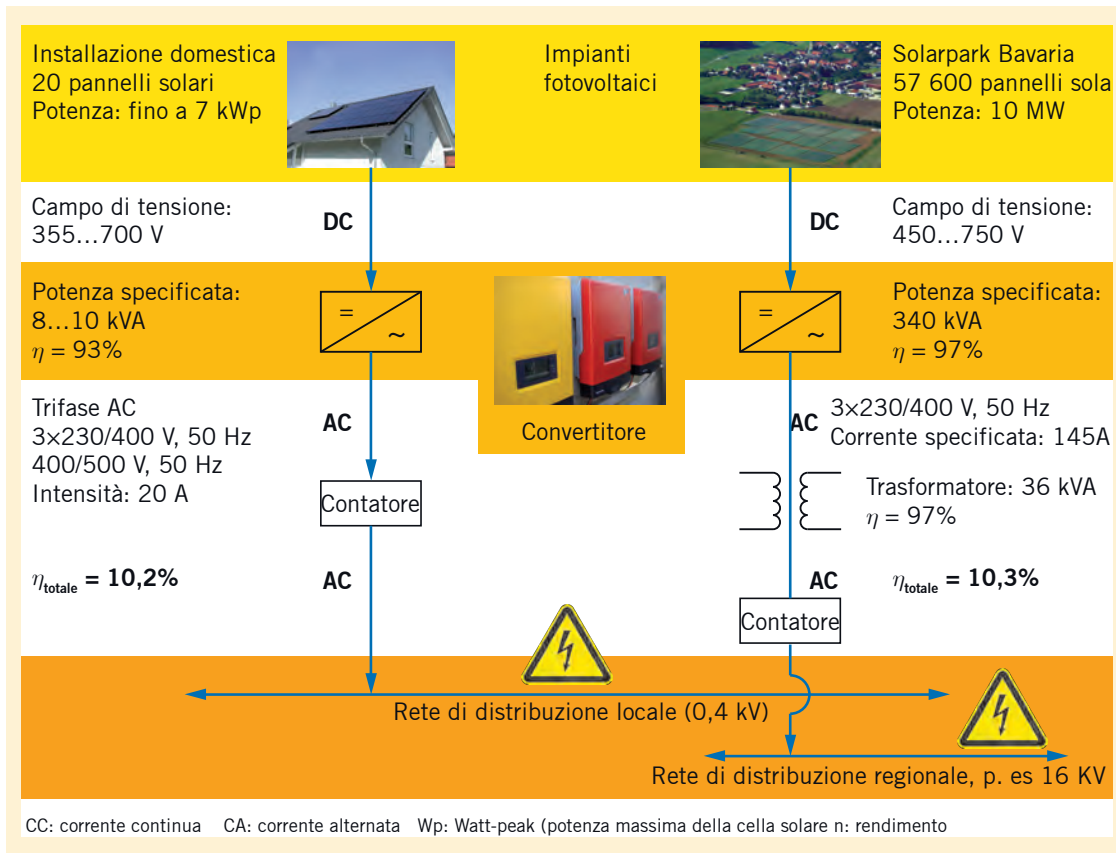 Installazione domestica
20 pannelli solari
Potenza: fino a 7 kWp
Impianti
fotovoltaici
Solarpark Bavaria
57 600 pannelli sola
Potenza: 10 MW
Campo di tensione:
355...700 V
DC
DC
Campo di tensione:
450...750 V
Potenza specificata:
8...10 kVA
η = 93%
=
~
Convertitore
=
~
Potenza specificata:
340 kVA
η = 97%
Trifase AC
3×230/400 V, 50 Hz
400/500 V, 50 Hz
Intensità: 20 A
AC
Contatore
AC
3×230/400 V, 50 Hz
Corrente specificata: 145A
Trasformatore: 36 kVA
η = 97%
ηtotale = 10,2%
AC
AC
ηtotale = 10,3%
Contatore
Rete di distribuzione locale (0,4 kV)
Rete di distribuzione regionale, p. es 16 KV
CC: corrente continua CA: corrente alternata Wp: Watt-peak (potenza massima della cella solare n: rendimento